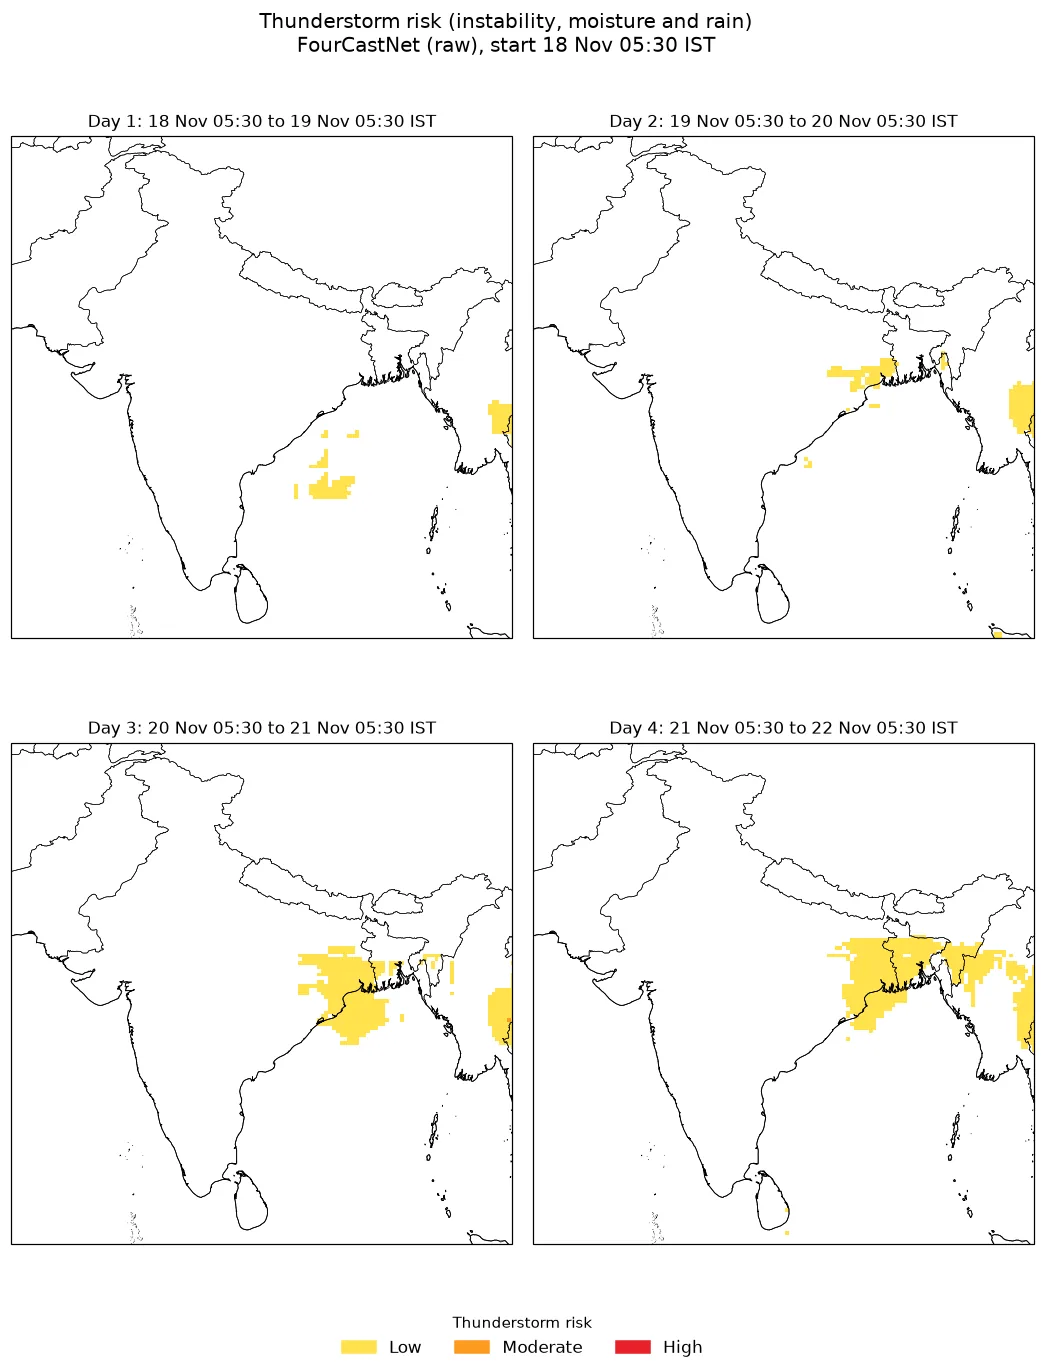 Thunderstorm risk (instability, moisture and rain)
FourCastNet (raw), start 18 Nov 05:30 IST
Day 1: 18 Nov 05:30 to 19 Nov 05:30 IST
Day 2: 19 Nov 05:30 to 20 Nov 05:30 IST
Day 3: 20 Nov 05:30 to 21 Nov 05:30 IST
Day 4: 21 Nov 05:30 to 22 Nov 05:30 IST
Thunderstorm risk
Low Moderate High